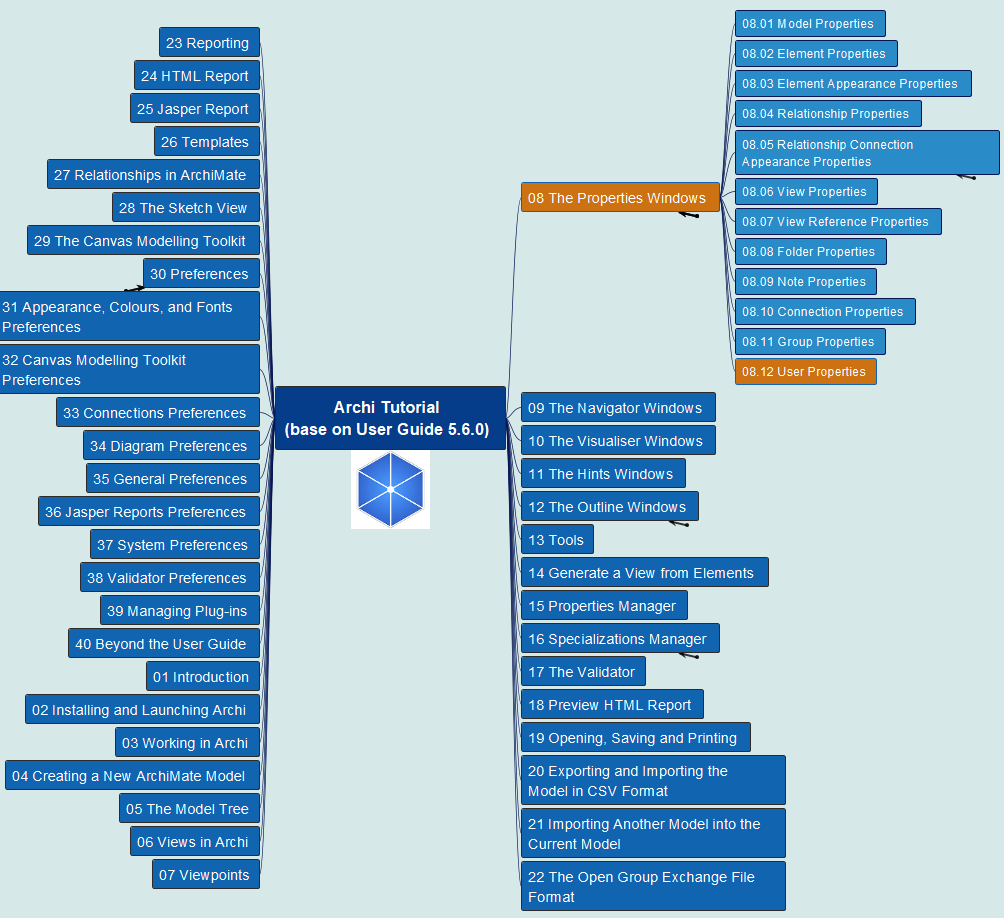 23 Reporting
24 HTML Report
25 Jasper Report
26 Templates
27 Relationships in ArchiMate
28 The Sketch View
29 The Canvas Modelling Toolkit
30 Preferences
31 Appearance, Colours, and Fonts
Preferences
32 Canvas Modelling Toolkit
Preferences
33 Connections Preferences
34 Diagram Preferences
35 General Preferences
36 Jasper Reports Preferences
37 System Preferences
38 Validator Preferences
39 Managing Plug-ins
40 Beyond the User Guide
01 Introduction
02 Installing and Launching Archi
03 Working in Archi
04 Creating a New ArchiMate Model
05 The Model Tree
06 Views in Archi
07 Viewpoints
Archi Tutorial
(base on User Guide 5.6.0)
08 The Properties Windows
08.01 Model Properties
08.02 Element Properties
08.03 Element Appearance Properties
08.04 Relationship Properties
08.05 Relationship Connection
Appearance Properties
08.06 View Properties
08.07 View Reference Properties
08.08 Folder Properties
08.09 Note Properties
08.10 Connection Properties
08.11 Group Properties
08.12 User Properties
09 The Navigator Windows
10 The Visualiser Windows
11 The Hints Windows
12 The Outline Windows
13 Tools
14 Generate a View from Elements
15 Properties Manager
16 Specializations Manager
17 The Validator
18 Preview HTML Report
19 Opening, Saving and Printing
20 Exporting and Importing the
Model in CSV Format
21 Importing Another Model into the
Current Model
22 The Open Group Exchange File
Format